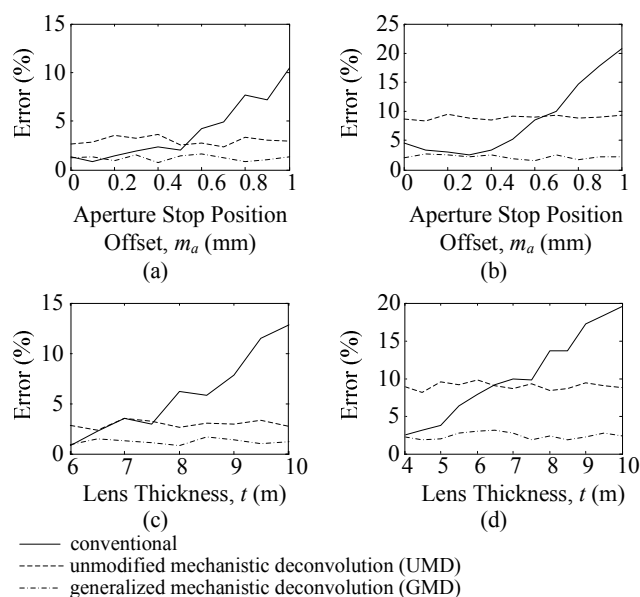 15
10
5
0
Error (%)
0 0.2 0.4 0.6 0.8 1
Aperture Stop Position
Offset, mₐ (mm)
(a)
25
20
15
10
5
0
Error (%)
0 0.2 0.4 0.6 0.8 1
Aperture Stop Position
Offset, mₐ (mm)
(b)
15
10
5
0
Error (%)
6 7 8 9 10
Lens Thickness, t (m)
(c)
20
15
10
5
0
Error (%)
4 5 6 7 8 9 10
Lens Thickness, t (m)
(d)
conventional
unmodified mechanistic deconvolution (UMD)
generalized mechanistic deconvolution (GMD)